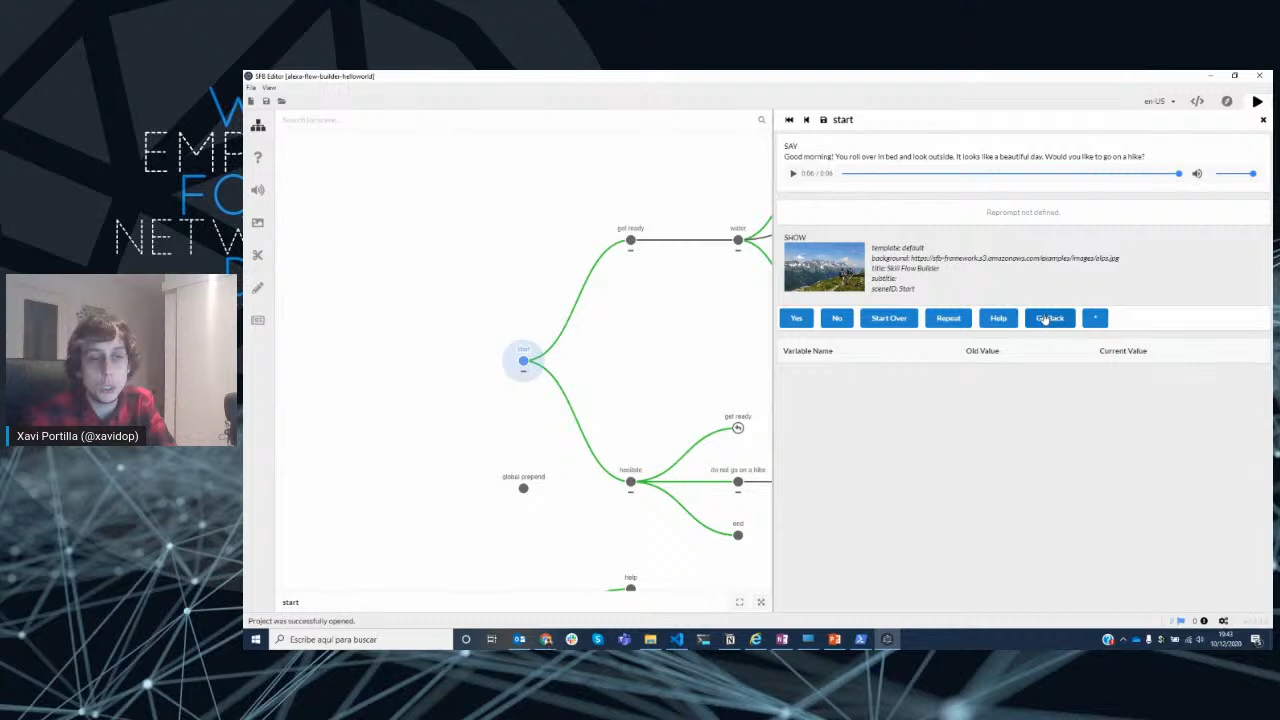 W
EMP
FO
NETW
D
SFB Editor [alexa-flow-builder-helloworld]
File View
en-US
Search for scene...
start
SAY
Good morning! You roll over in bed and look outside. It looks like a beautiful day. Would you like to go on a hike?
0:06 / 0:06
Reprompt not defined.
get ready
water
SHOW
template: default
background: https://sfb-framework.s3.amazonaws.com/examples/images/alps.jpg
title: Skill Flow Builder
subtitle:
sceneID: Start
Yes No Start Over Repeat Help Go Back *
Variable Name Old Value Current Value
start
get ready
hesitate
do not go on a hike
global prepend
end
help
start
Project was successfully opened.
Xavi Portilla (@xavidop)
Escribe aquí para buscar
19:43
10/12/2020